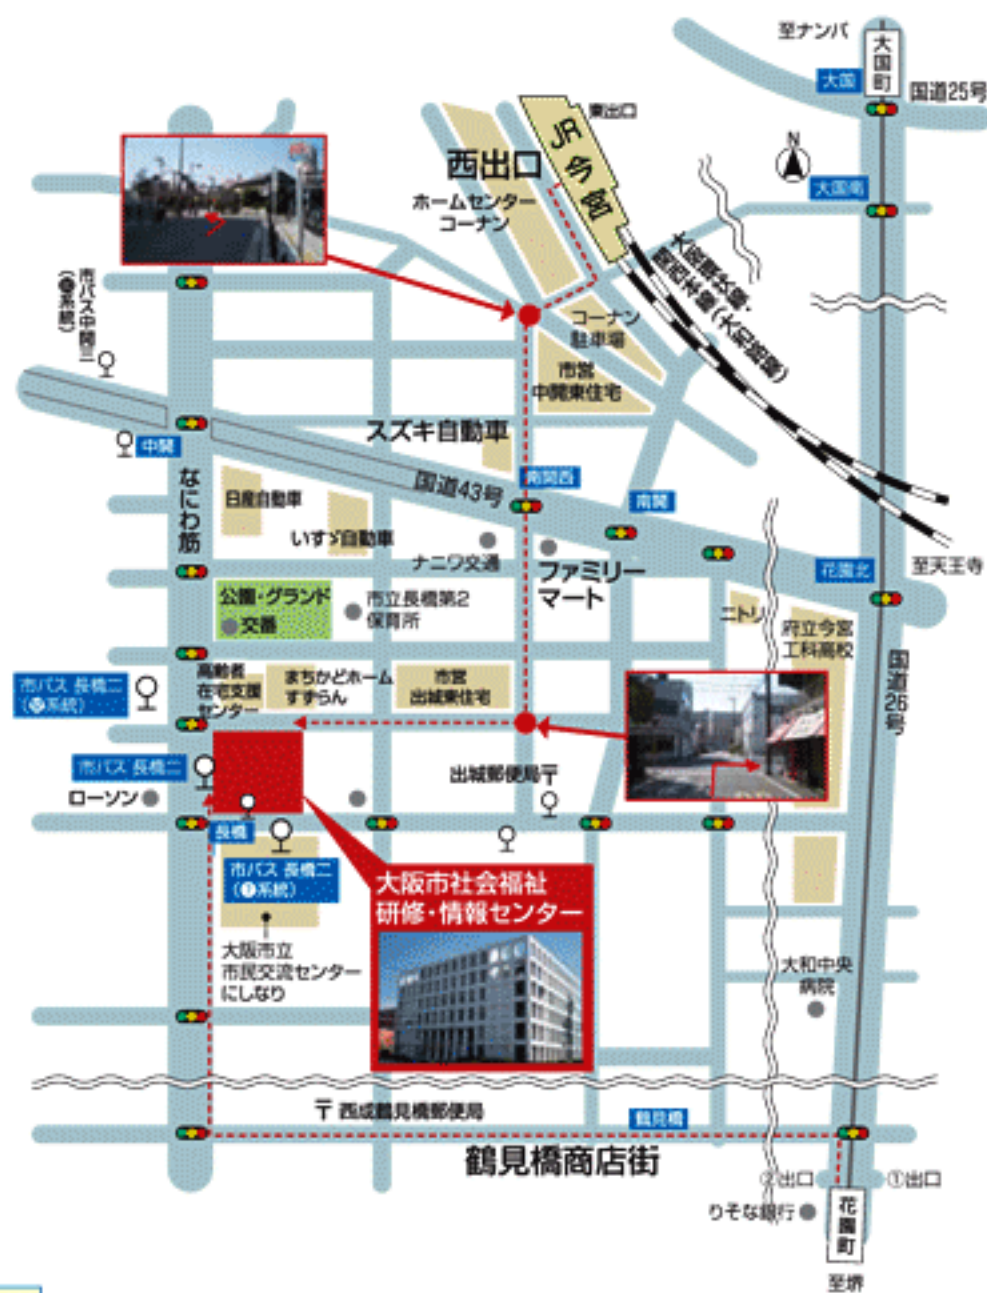 至ナンバ
大国町
大国
国道25号
東出口
JR今宮
西出口
ホームセンター
コーナン
大国南
N
市バス中開三
コーナン
駐車場
市営
中開東住宅
スズキ自動車
中開
国道43号
南開西
南開
なにわ筋
日産自動車
いすゞ自動車
ナニワ交通
ファミリー
マート
花園北
至天王寺
公園・グランド
交番
市立長橋第2
保育所
ニトリ
府立今宮
工科高校
国道26号
高齢者
在宅支援
センター
まちかどホーム
すずらん
市営
出城東住宅
市バス 長橋二
市バス 長橋二
ローソン
出城郵便局〒
長橋
市バス 長橋二
(❼系統)
大阪市社会福祉
研修・情報センター
大阪市立
市民交流センター
にしなり
大和中央
病院
〒西成鶴見橋郵便局
鶴見橋
鶴見橋商店街
②出口
①出口
りそな銀行
花園町
至堺